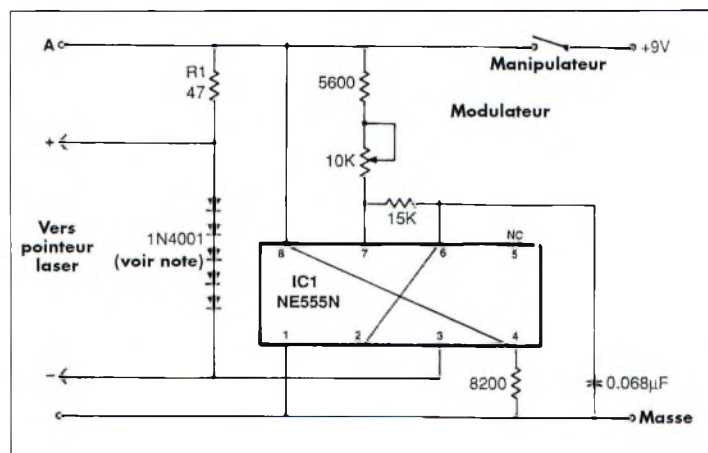 A
+9V
R1
47
5600
Manipulateur
Modulateur
+
10K
15K
Vers
pointeur
laser
1N4001
(voir note)
8
7
6
NC
5
IC1
NE555N
1
2
3
4
−
8200
0.068µF
Masse